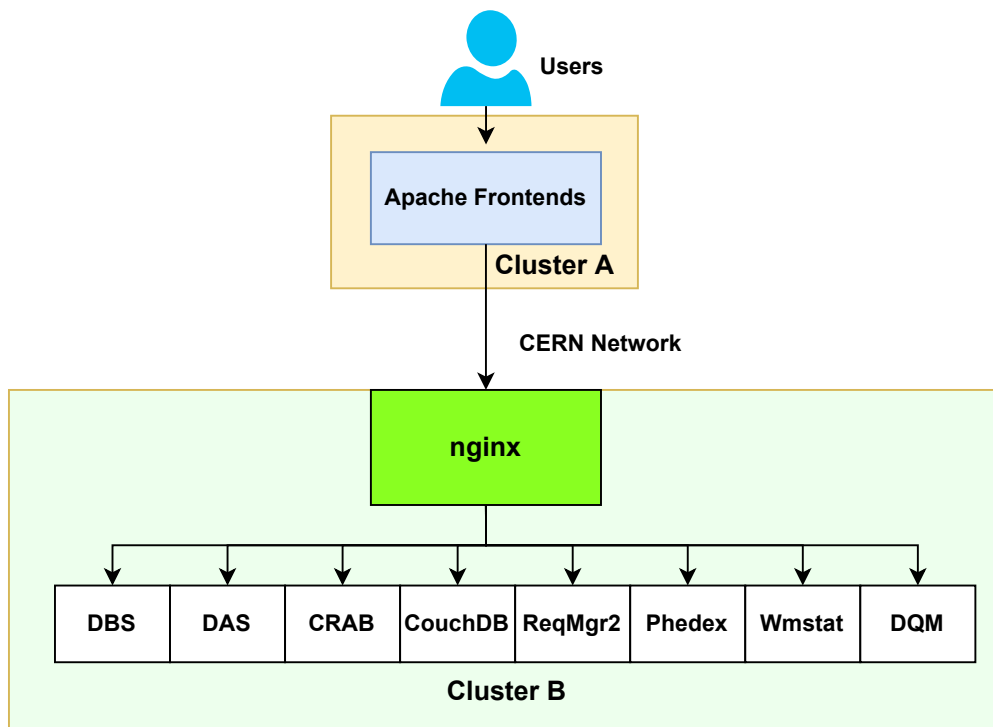 Users
Apache Frontends
Cluster A
CERN Network
nginx
DBS
DAS
CRAB
CouchDB
ReqMgr2
Phedex
Wmstat
DQM
Cluster B